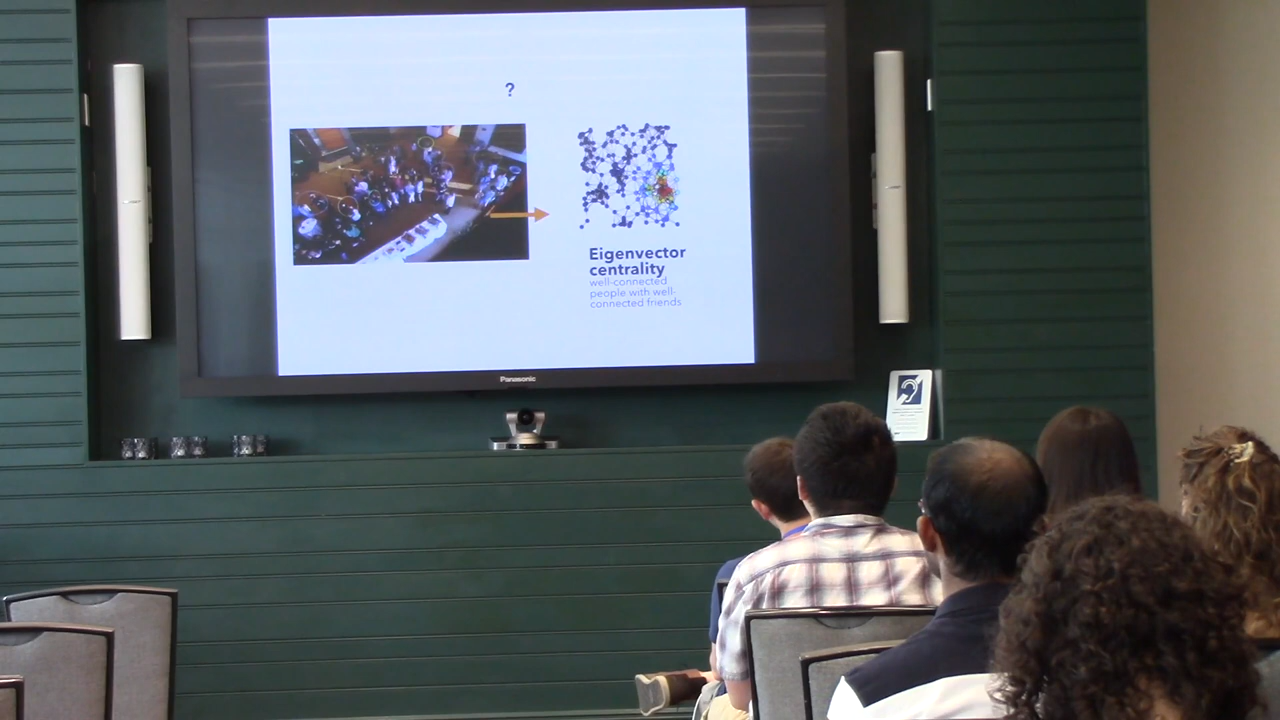 ?
Eigenvector
centrality
well-connected
people with well-
connected friends
Panasonic